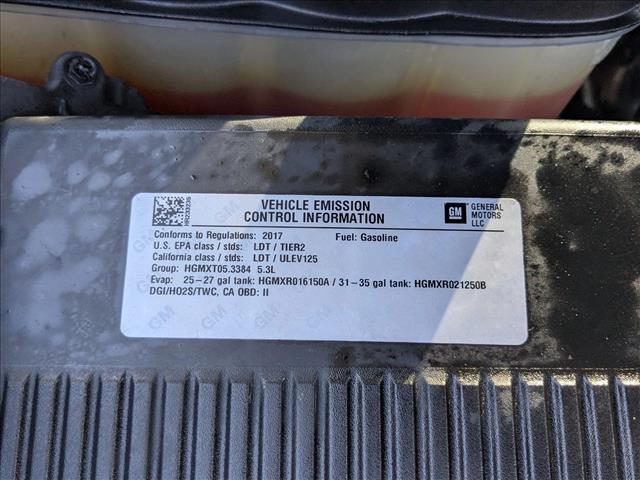 VEHICLE EMISSION
CONTROL INFORMATION
GM GENERAL
MOTORS
LLC
Conforms to Regulations: 2017 Fuel: Gasoline
U.S. EPA class / stds: LDT / TIER2
California class / stds: LDT / ULEV125
Group: HGMXT05.3384 5.3L
Evap: 25-27 gal tank: HGMXR016150A / 31-35 gal tank: HGMXR021250B
DGI/HO2S/TWC, CA OBD: II